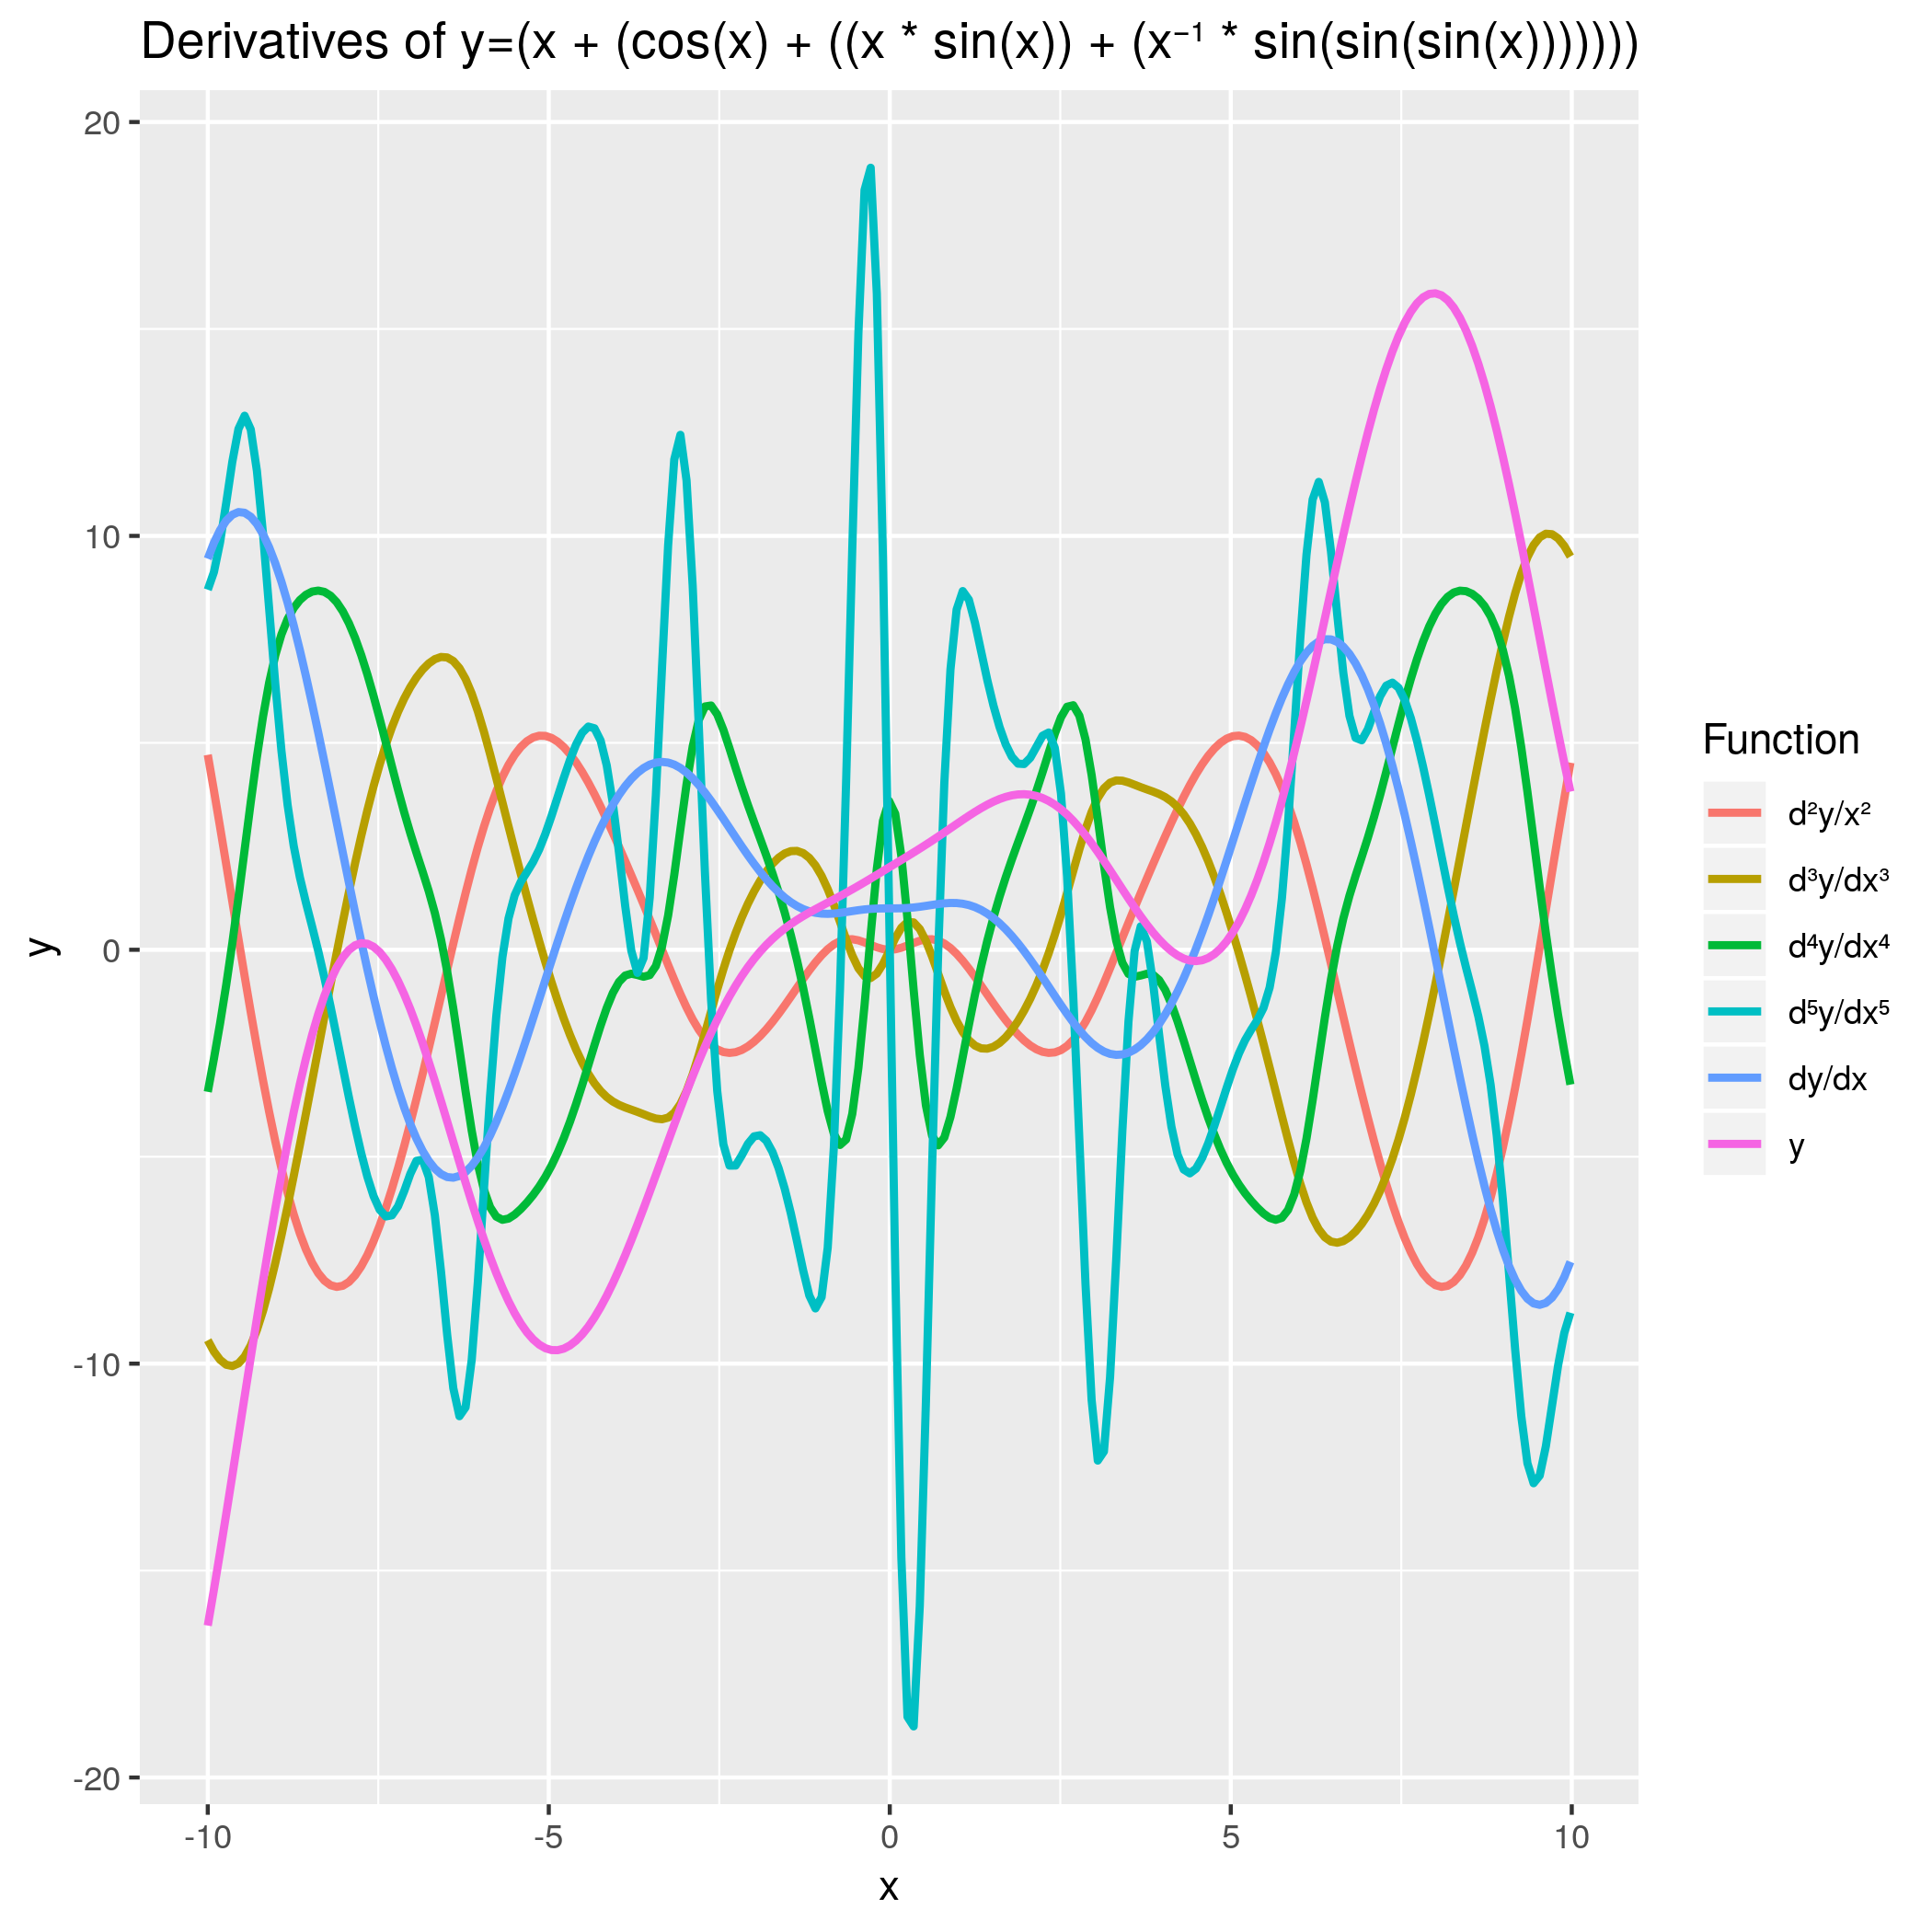 Derivatives of y=(x + (cos(x) + ((x * sin(x)) + (x⁻¹ * sin(sin(sin(x)))))))
20
10
0
-10
-20
y
-10
-5
0
5
10
x
Function
d²y/x²
d³y/dx³
d⁴y/dx⁴
d⁵y/dx⁵
dy/dx
y